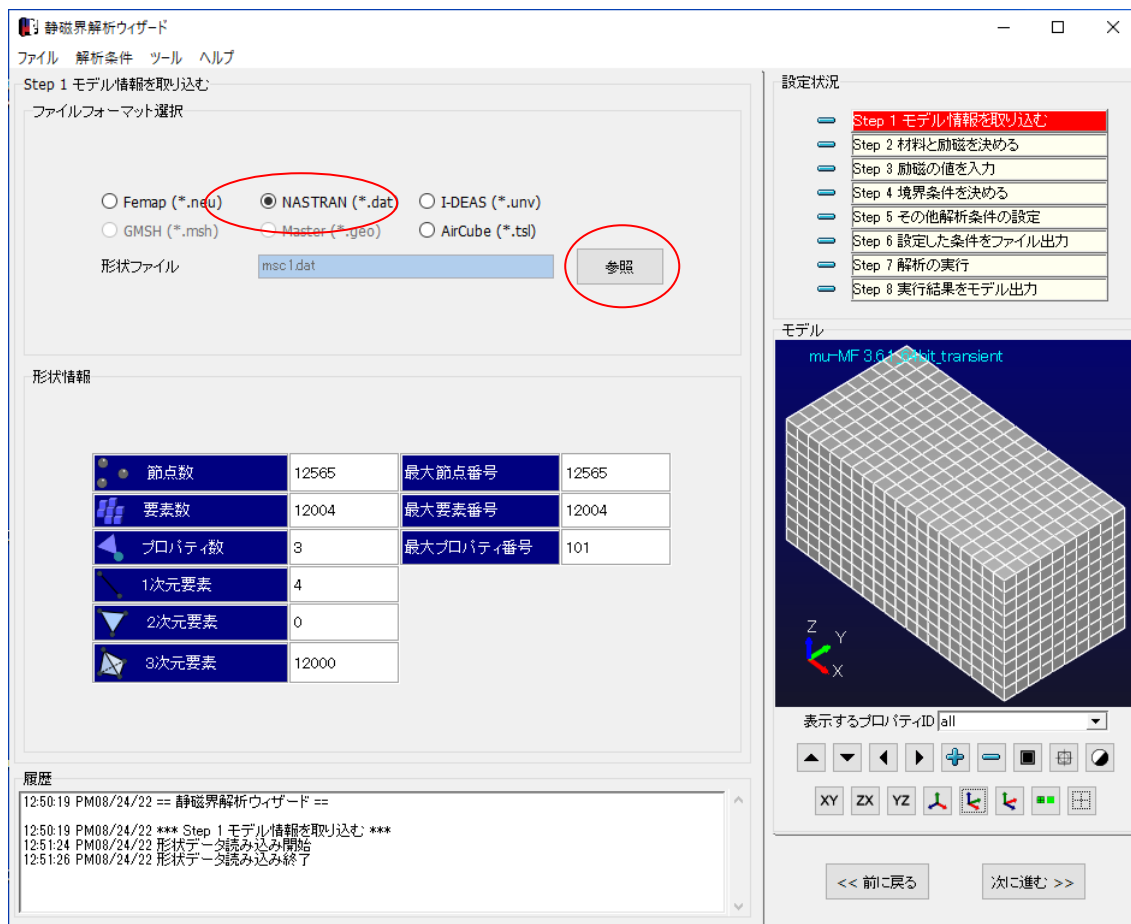 静磁界解析ウィザード
ファイル 解析条件 ツール ヘルプ
Step 1 モデル情報を取り込む
ファイルフォーマット選択
Femap (*.neu) NASTRAN (*.dat) I-DEAS (*.unv)
GMSH (*.msh) Master (*.geo) AirCube (*.tsl)
形状ファイル msc1.dat 参照
形状情報
節点数 12565 最大節点番号 12565
要素数 12004 最大要素番号 12004
プロパティ数 3 最大プロパティ番号 101
1次元要素 4
2次元要素 0
3次元要素 12000
履歴
12:50:19 PM08/24/22 == 静磁界解析ウィザード ==
12:50:19 PM08/24/22 *** Step 1 モデル情報を取り込む ***
12:51:24 PM08/24/22 形状データ読み込み開始
12:51:26 PM08/24/22 形状データ読み込み終了
設定状況
Step 1 モデル情報を取り込む
Step 2 材料と励磁を決める
Step 3 励磁の値を入力
Step 4 境界条件を決める
Step 5 その他解析条件の設定
Step 6 設定した条件をファイル出力
Step 7 解析の実行
Step 8 実行結果をモデル出力
モデル
mu-MF 3.6.1 64bit_transient
Z
Y
X
表示するプロパティID all
XY ZX YZ
<< 前に戻る 次に進む >>